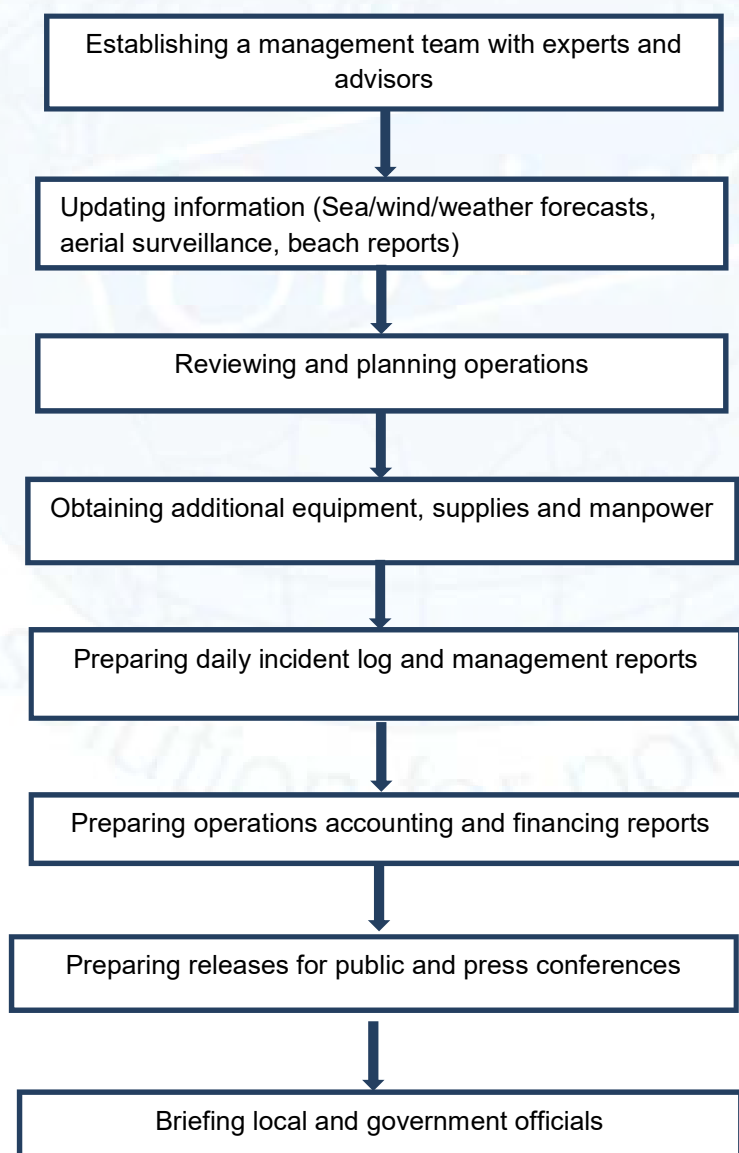 Establishing a management team with experts and
advisors
Updating information (Sea/wind/weather forecasts,
aerial surveillance, beach reports)
Reviewing and planning operations
Obtaining additional equipment, supplies and manpower
Preparing daily incident log and management reports
Preparing operations accounting and financing reports
Preparing releases for public and press conferences
Briefing local and government officials